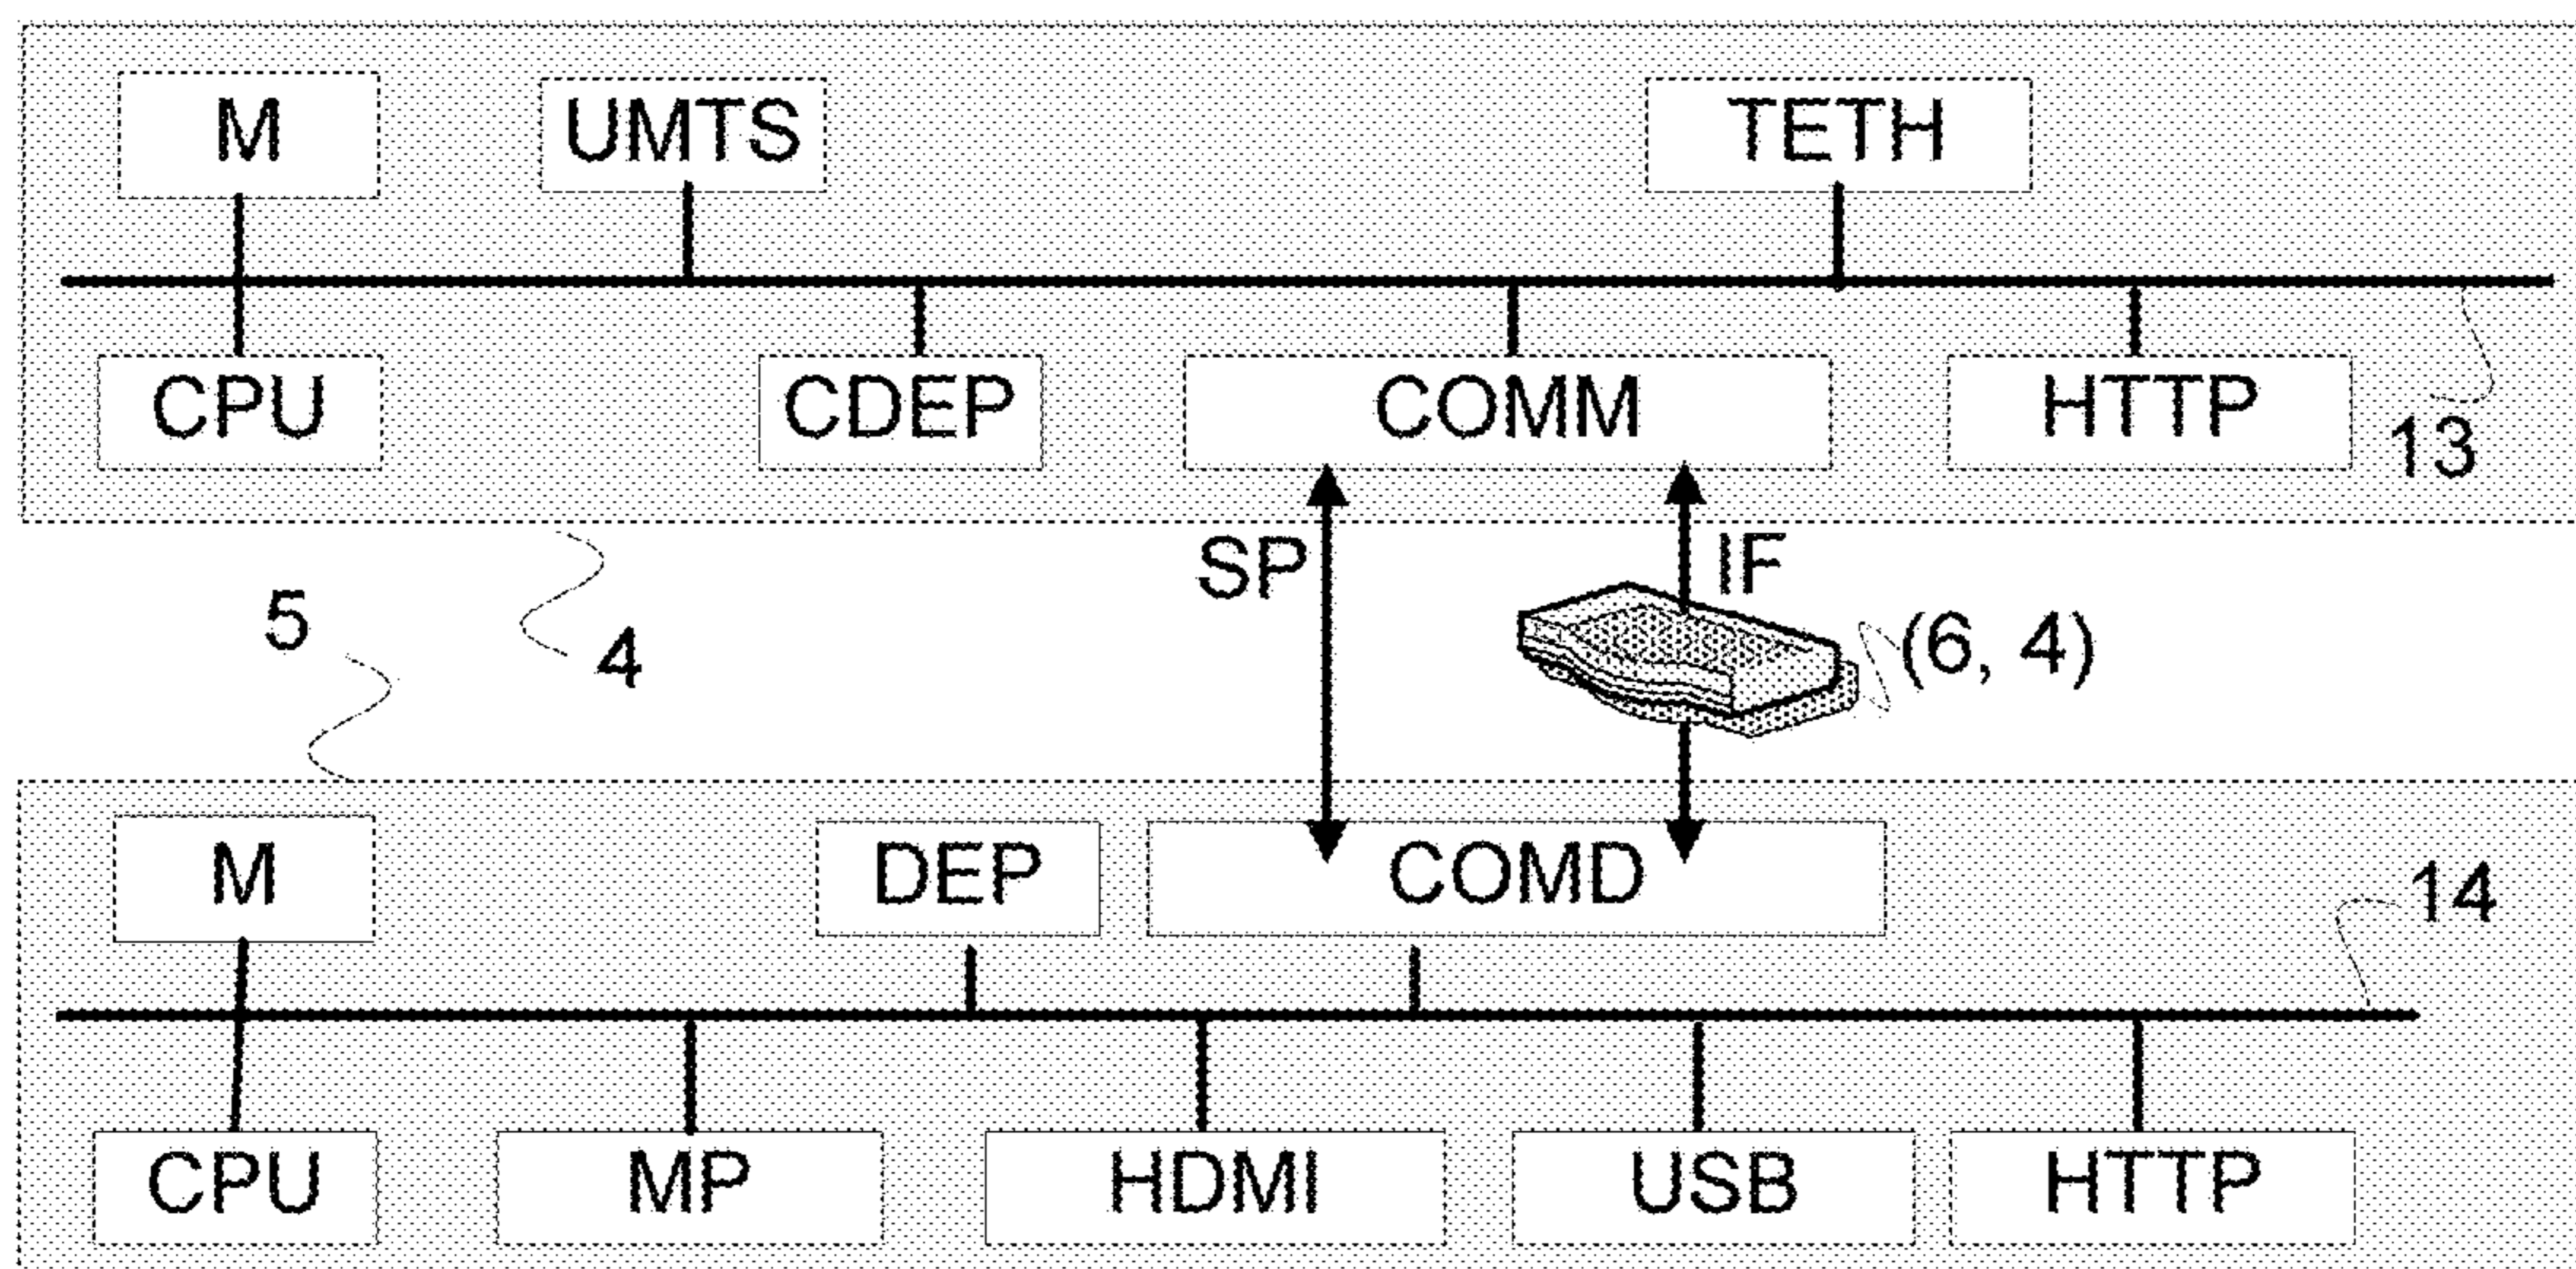 M UMTS TETH
CPU CDEP COMM HTTP
13
SP IF
5 4 (6, 4)
M DEP COMD 14
CPU MP HDMI USB HTTP